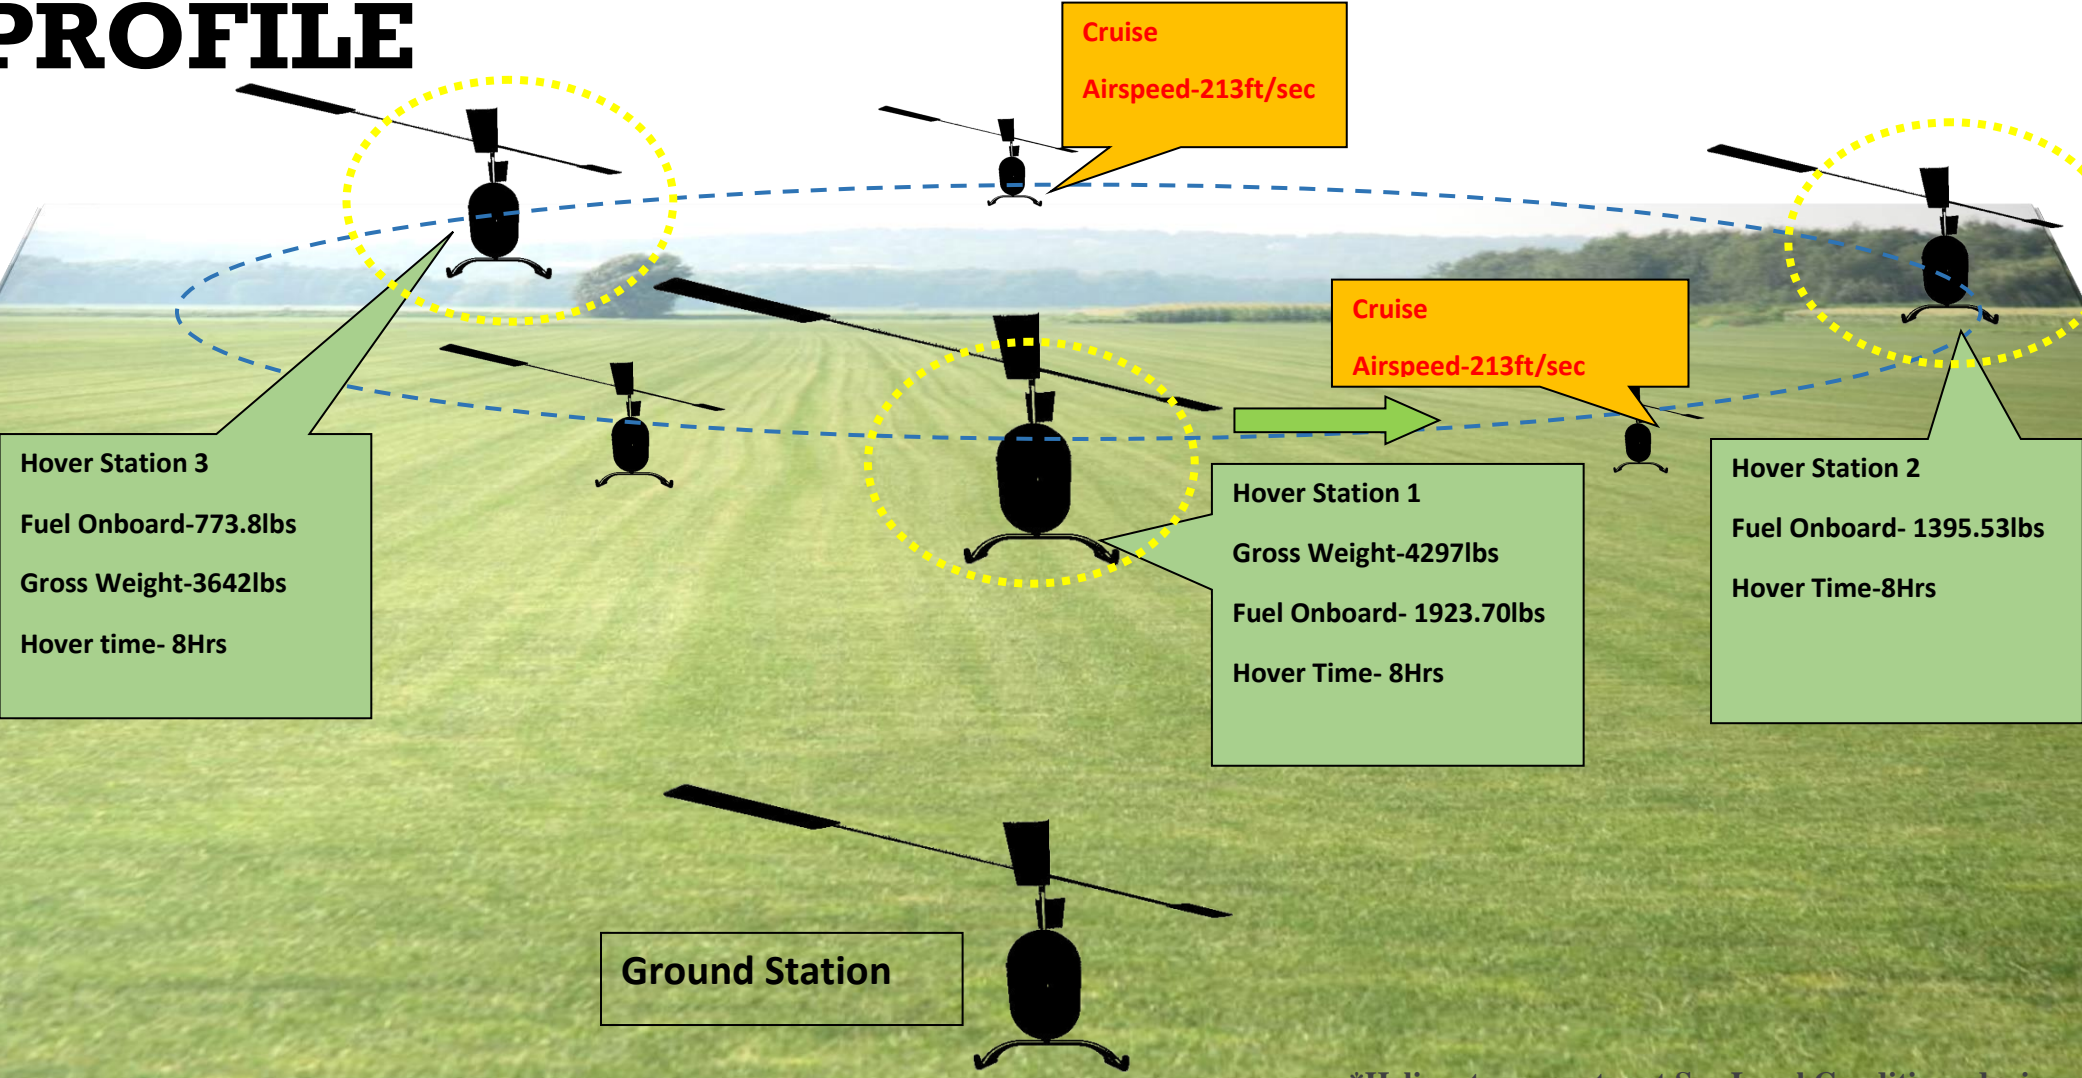 PROFILE
Cruise
Airspeed-213ft/sec
Cruise
Airspeed-213ft/sec
Hover Station 3
Fuel Onboard-773.8lbs
Gross Weight-3642lbs
Hover time- 8Hrs
Hover Station 1
Gross Weight-4297lbs
Fuel Onboard- 1923.70lbs
Hover Time- 8Hrs
Hover Station 2
Fuel Onboard- 1395.53lbs
Hover Time-8Hrs
Ground Station